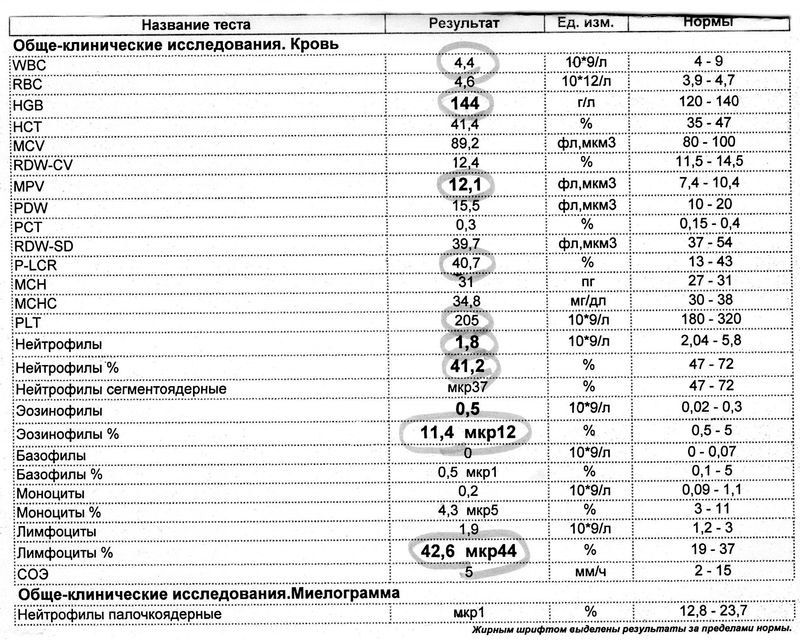 Название теста Результат Ед. изм. Нормы
Обще-клинические исследования. Кровь
WBC 4,4 10*9/л 4 - 9
RBC 4,6 10*12/л 3,9 - 4,7
HGB 144 г/л 120 - 140
HCT 41,4 % 35 - 47
MCV 89,2 фл,мкм3 80 - 100
RDW-CV 12,4 % 11,5 - 14,5
MPV 12,1 фл,мкм3 7,4 - 10,4
PDW 15,5 фл,мкм3 10 - 20
PCT 0,3 % 0,15 - 0,4
RDW-SD 39,7 фл,мкм3 37 - 54
P-LCR 40,7 % 13 - 43
MCH 31 пг 27 - 31
MCHC 34,8 мг/дл 30 - 38
PLT 205 10*9/л 180 - 320
Нейтрофилы 1,8 10*9/л 2,04 - 5,8
Нейтрофилы % 41,2 % 47 - 72
Нейтрофилы сегментоядерные мкр37 % 47 - 72
Эозинофилы 0,5 10*9/л 0,02 - 0,3
Эозинофилы % 11,4 мкр12 % 0,5 - 5
Базофилы 0 10*9/л 0 - 0,07
Базофилы % 0,5 мкр1 % 0,1 - 5
Моноциты 0,2 10*9/л 0,09 - 1,1
Моноциты % 4,3 мкр5 % 3 - 11
Лимфоциты 1,9 10*9/л 1,2 - 3
Лимфоциты % 42,6 мкр44 % 19 - 37
СОЭ 5 мм/ч 2 - 15
Обще-клинические исследования.Миелограмма
Нейтрофилы палочкоядерные мкр1 % 12,8 - 23,7
Жирным шрифтом выделены результаты за пределами нормы.